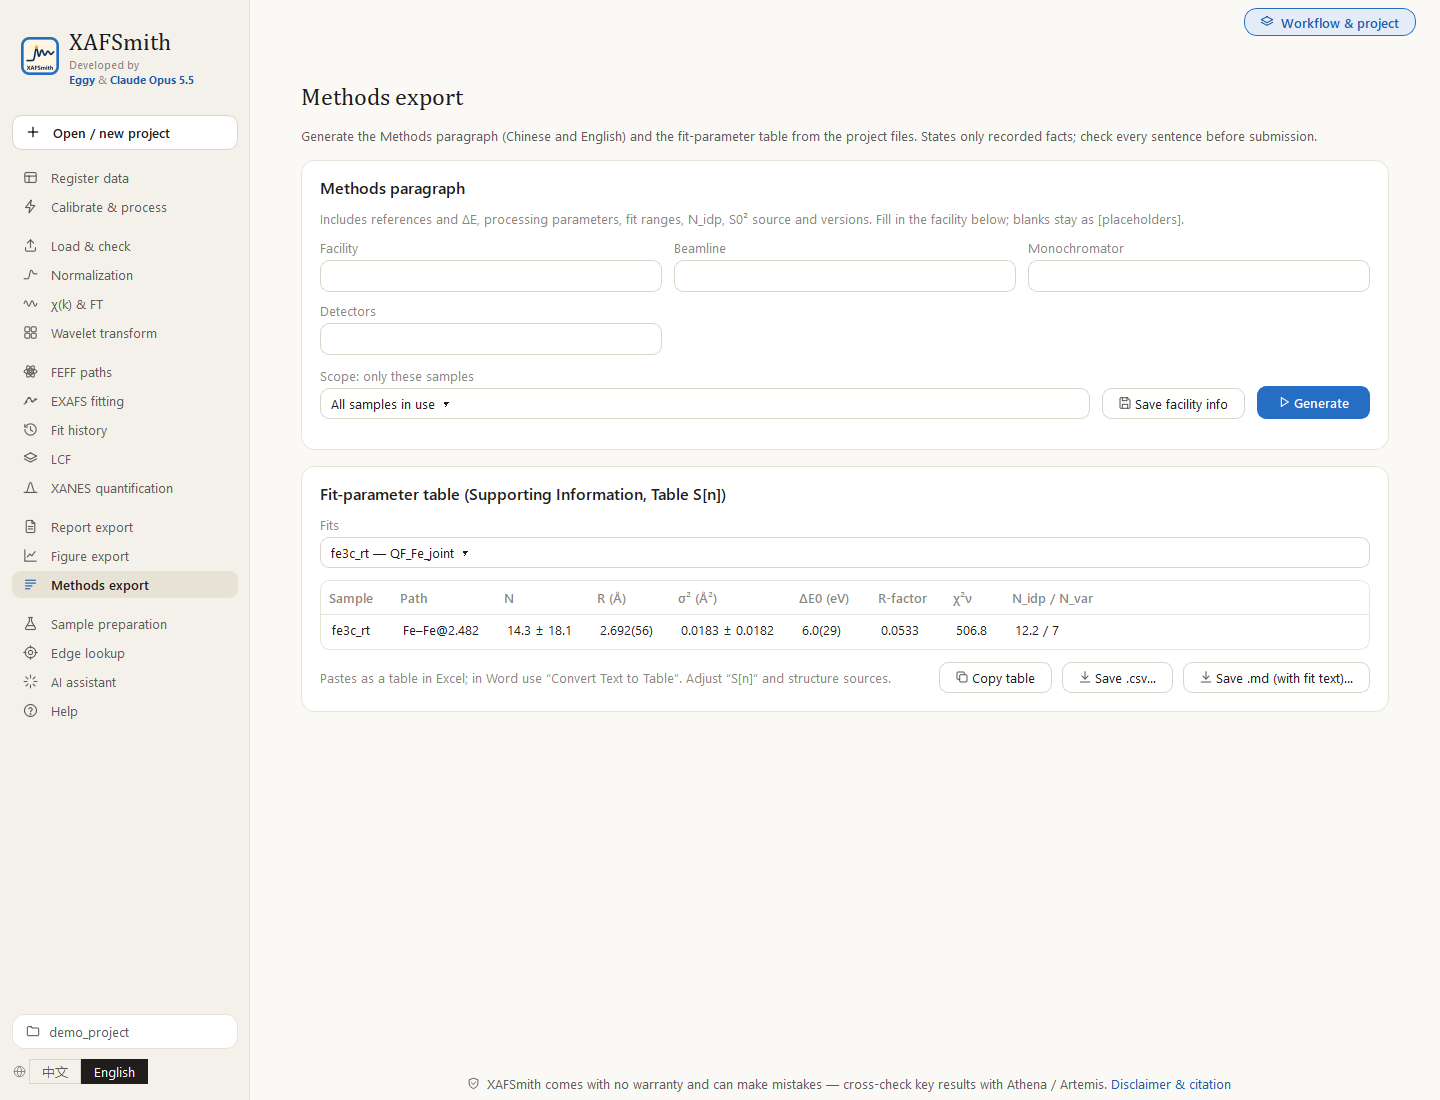 XAFSmith
Developed by
Eggy & Claude Opus 5.5
XAFSmith
Workflow & project
Open / new project
Register data
Calibrate & process
Load & check
Normalization
χ(k) & FT
Wavelet transform
FEFF paths
EXAFS fitting
Fit history
LCF
XANES quantification
Report export
Figure export
Methods export
Sample preparation
Edge lookup
AI assistant
Help
demo_project
中文 English
Methods export
Generate the Methods paragraph (Chinese and English) and the fit-parameter table from the project files. States only recorded facts; check every sentence before submission.
Methods paragraph
Includes references and ΔE, processing parameters, fit ranges, N_idp, S0² source and versions. Fill in the facility below; blanks stay as [placeholders].
Facility Beamline Monochromator
Detectors
Scope: only these samples
All samples in use Save facility info Generate
Fit-parameter table (Supporting Information, Table S[n])
Fits
fe3c_rt — QF_Fe_joint
Sample Path N R (Å) σ² (Å²) ΔE0 (eV) R-factor χ²ν N_idp / N_var
fe3c_rt Fe–Fe@2.482 14.3 ± 18.1 2.692(56) 0.0183 ± 0.0182 6.0(29) 0.0533 506.8 12.2 / 7
Pastes as a table in Excel; in Word use “Convert Text to Table”. Adjust “S[n]” and structure sources. Copy table Save .csv... Save .md (with fit text)...
XAFSmith comes with no warranty and can make mistakes — cross-check key results with Athena / Artemis. Disclaimer & citation